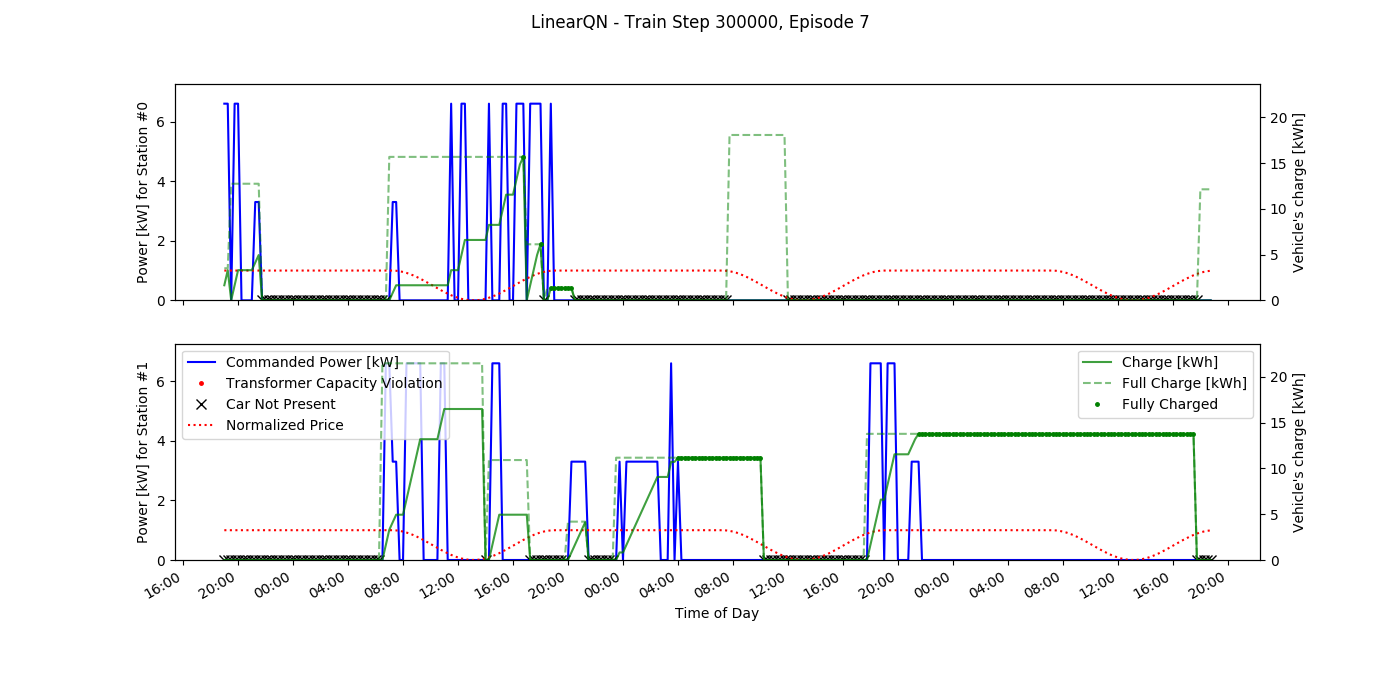 LinearQN - Train Step 300000, Episode 7
Power [kW] for Station #0
6
4
2
0
20
15
10
5
0
Vehicle's charge [kWh]
Power [kW] for Station #1
6
4
2
0
Commanded Power [kW]
Transformer Capacity Violation
Car Not Present
Normalized Price
Charge [kWh]
Full Charge [kWh]
Fully Charged
20
15
10
5
0
Vehicle's charge [kWh]
16:00 20:00 00:00 04:00 08:00 12:00 16:00 20:00 00:00 04:00 08:00 12:00 16:00 20:00 00:00 04:00 08:00 12:00 16:00 20:00
Time of Day